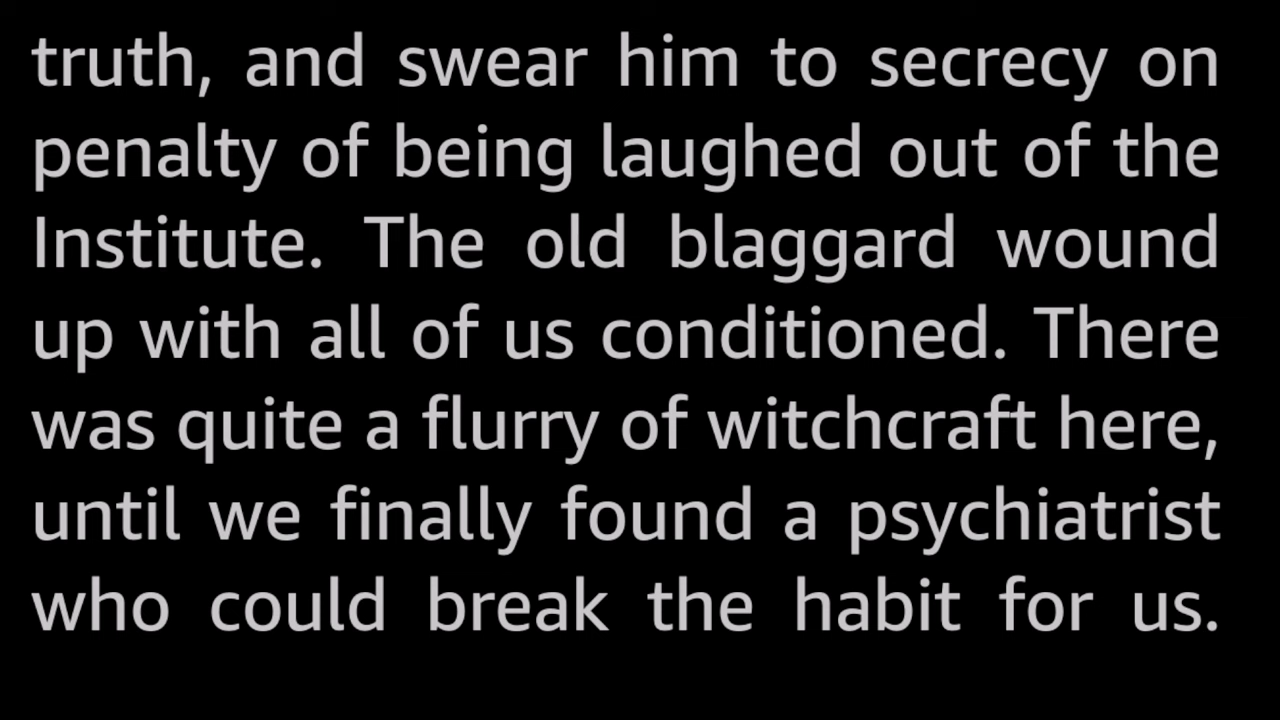 truth, and swear him to secrecy on
penalty of being laughed out of the
Institute. The old blaggard wound
up with all of us conditioned. There
was quite a flurry of witchcraft here,
until we finally found a psychiatrist
who could break the habit for us.